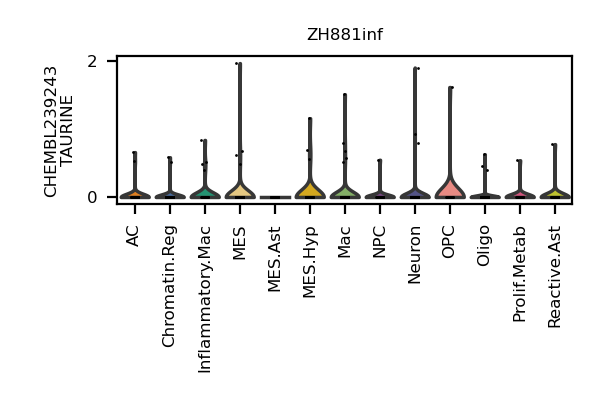 ZH881inf
CHEMBL239243
TAURINE
2
0
AC
Chromatin.Reg
Inflammatory.Mac
MES
MES.Ast
MES.Hyp
Mac
NPC
Neuron
OPC
Oligo
Prolif.Metab
Reactive.Ast